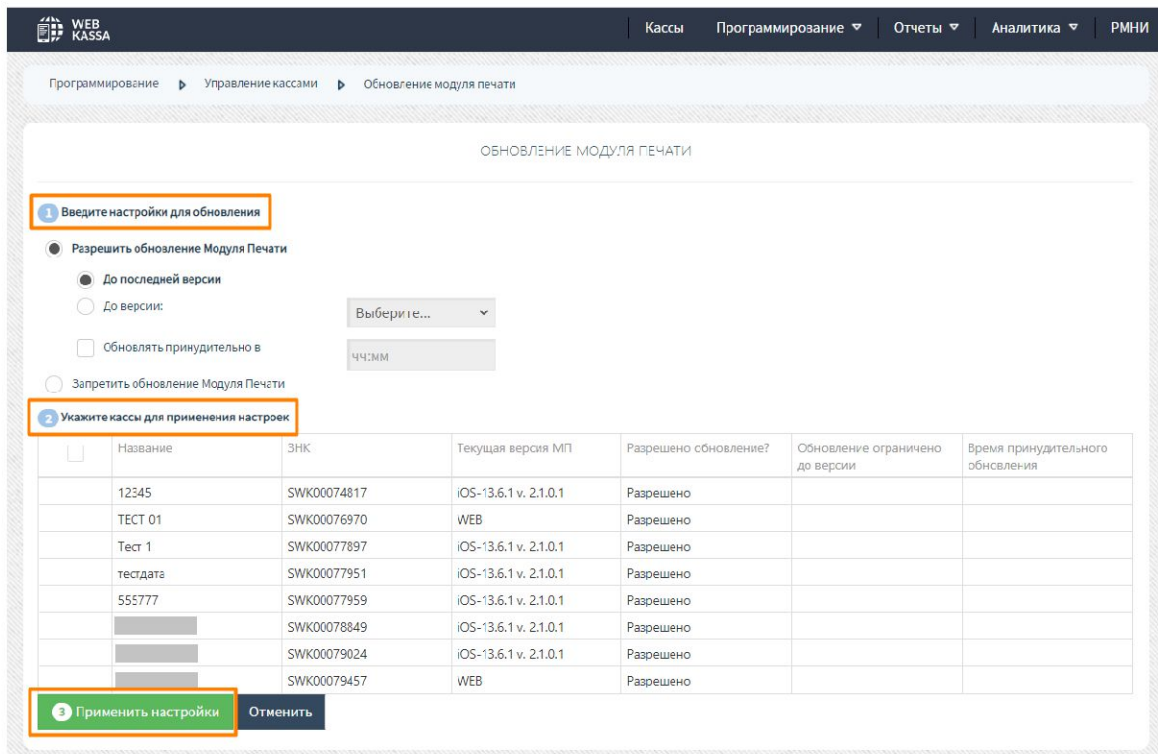 WEB
KASSA
Кассы Программирование Отчеты Аналитика РМНИ
Программирование Управление кассами Обновление модуля печати
ОБНОВЛЕНИЕ МОДУЛЯ ПЕЧАТИ
1 Введите настройки для обновления
Разрешить обновление Модуля Печати
До последней версии
До версии: Выберите...
Обновлять принудительно в чч:мм
Запретить обновление Модуля Печати
2 Укажите кассы для применения настроек
Название ЗНК Текущая версия МП Разрешено обновление? Обновление ограничено до версии Время принудительного обновления
12345 SWK00074817 iOS-13.6.1 v. 2.1.0.1 Разрешено
ТЕСТ 01 SWK00076970 WEB Разрешено
Тест 1 SWK00077897 iOS-13.6.1 v. 2.1.0.1 Разрешено
тестдата SWK00077951 iOS-13.6.1 v. 2.1.0.1 Разрешено
555777 SWK00077959 iOS-13.6.1 v. 2.1.0.1 Разрешено
SWK00078849 iOS-13.6.1 v. 2.1.0.1 Разрешено
SWK00079024 iOS-13.6.1 v. 2.1.0.1 Разрешено
SWK00079457 WEB Разрешено
3 Применить настройки Отменить